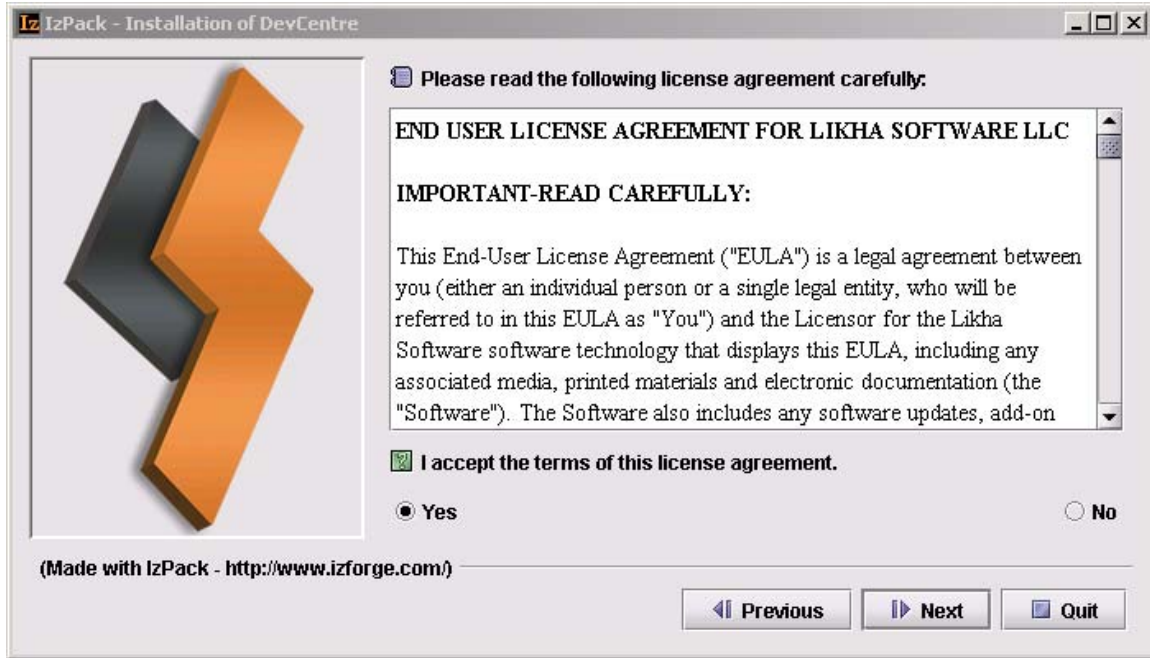 Iz IzPack - Installation of DevCentre
Please read the following license agreement carefully:
END USER LICENSE AGREEMENT FOR LIKHA SOFTWARE LLC
IMPORTANT-READ CAREFULLY:
This End-User License Agreement ("EULA") is a legal agreement between
you (either an individual person or a single legal entity, who will be
referred to in this EULA as "You") and the Licensor for the Likha
Software software technology that displays this EULA, including any
associated media, printed materials and electronic documentation (the
"Software"). The Software also includes any software updates, add-on
I accept the terms of this license agreement.
Yes No
(Made with IzPack - http://www.izforge.com/)
Previous Next Quit